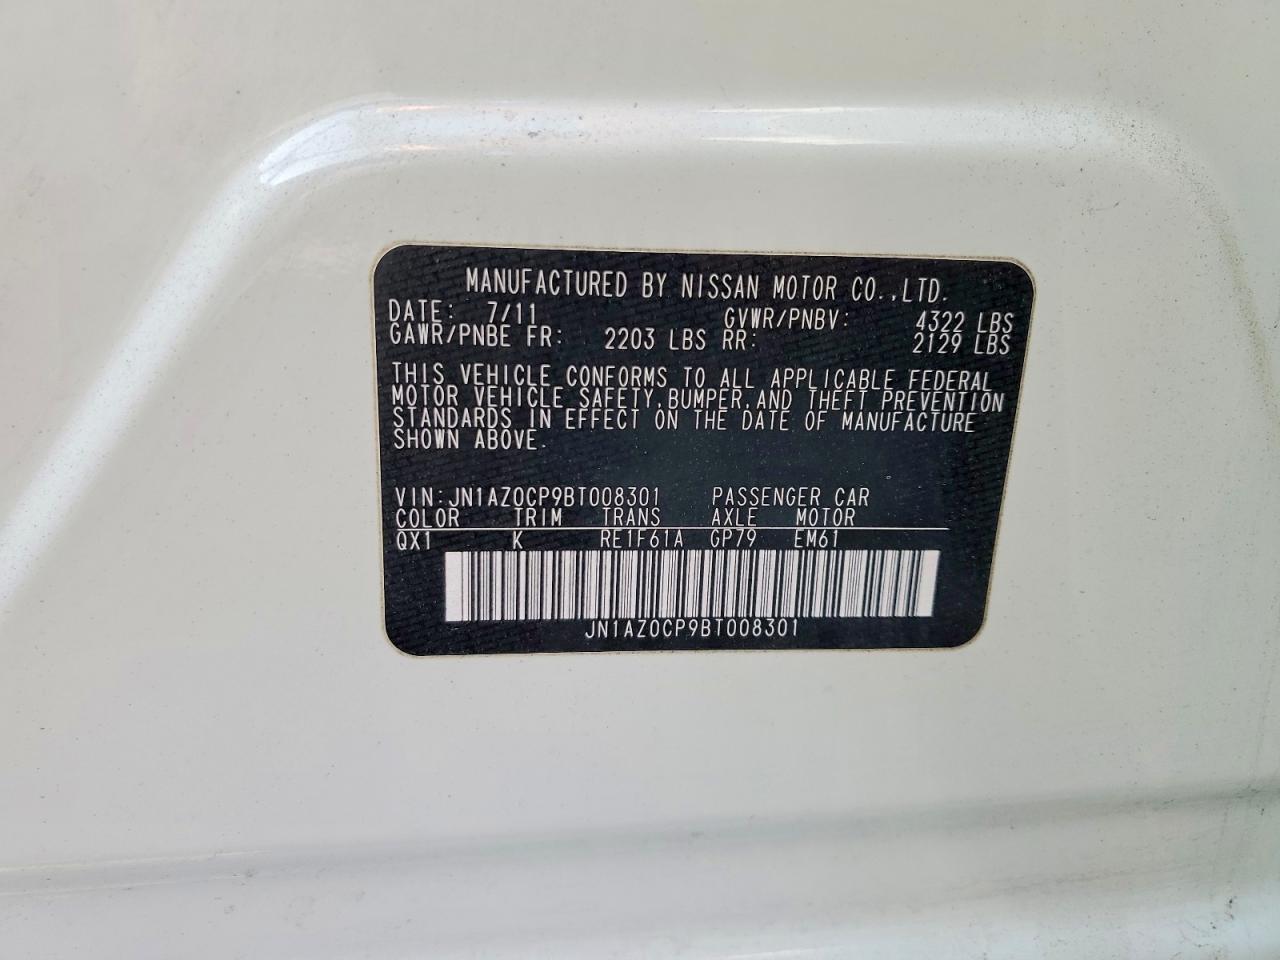 MANUFACTURED BY NISSAN MOTOR CO.,LTD.
DATE: 7/11 GVWR/PNBV: 4322 LBS
GAWR/PNBE FR: 2203 LBS RR: 2129 LBS
THIS VEHICLE CONFORMS TO ALL APPLICABLE FEDERAL
MOTOR VEHICLE SAFETY,BUMPER,AND THEFT PREVENTION
STANDARDS IN EFFECT ON THE DATE OF MANUFACTURE
SHOWN ABOVE.
VIN:JN1AZ0CP9BT008301 PASSENGER CAR
COLOR TRIM TRANS AXLE MOTOR
QX1 K RE1F61A GP79 EM61
JN1AZ0CP9BT008301